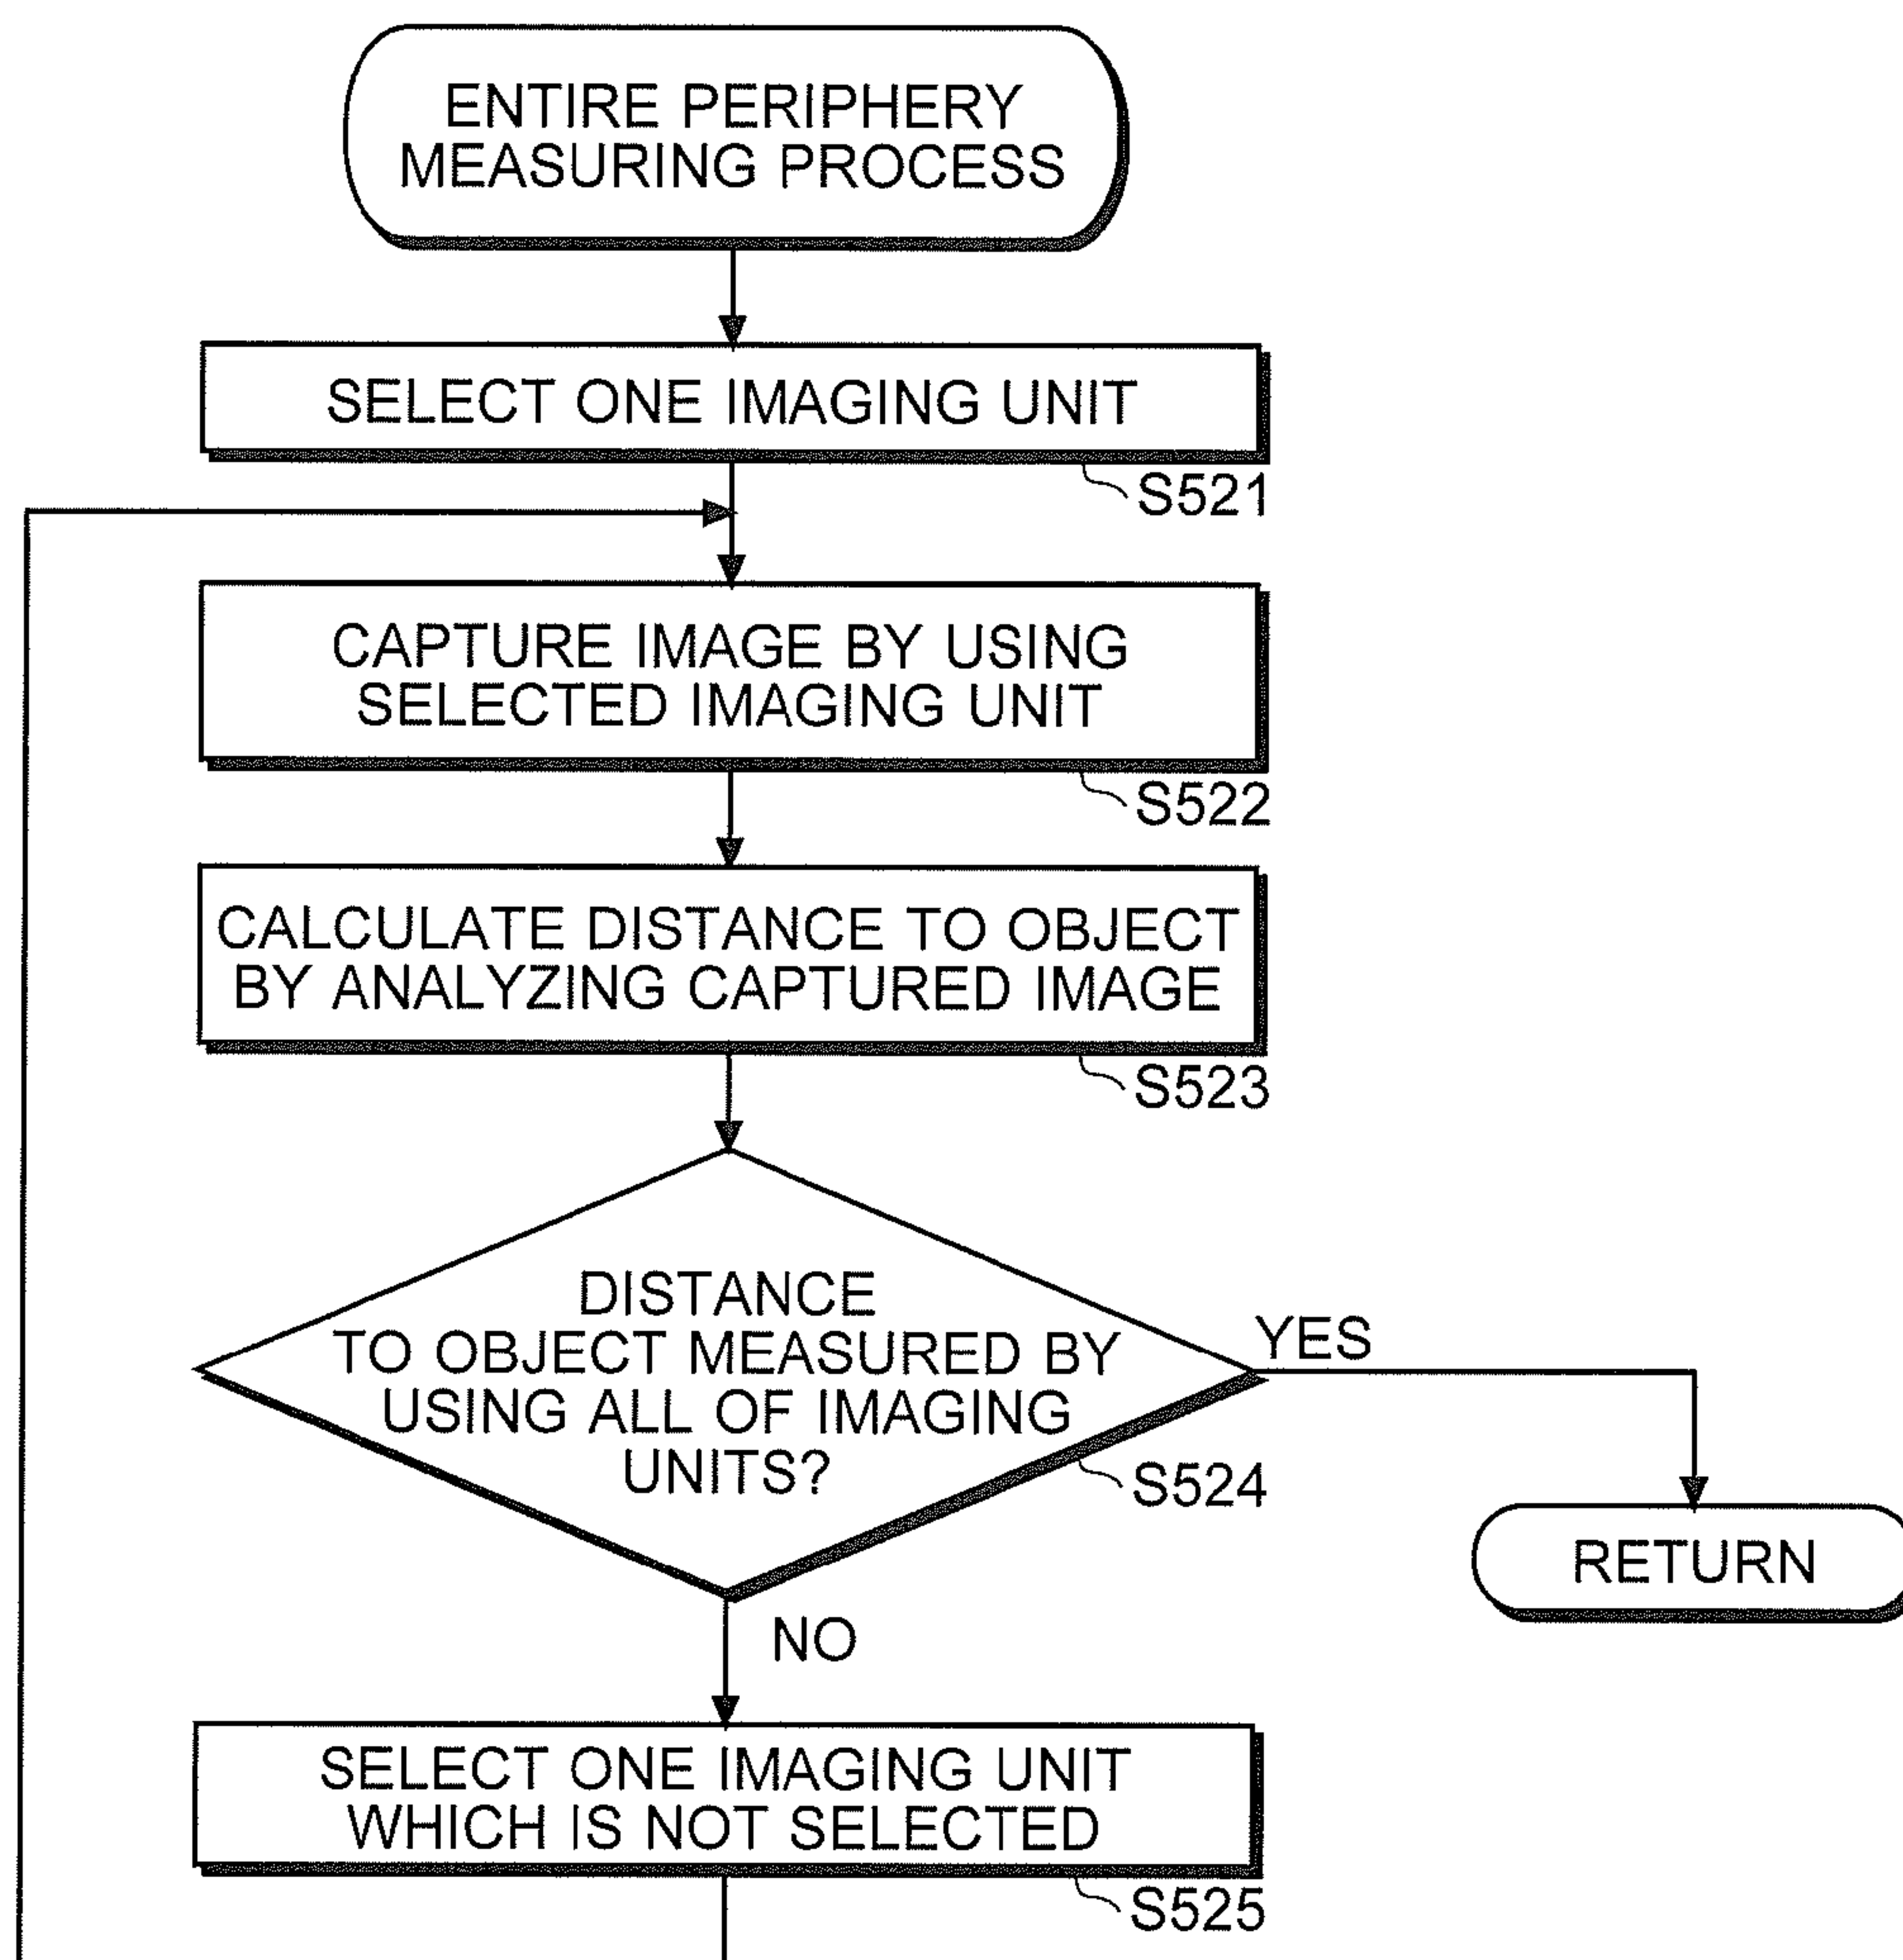 ENTIRE PERIPHERY
MEASURING PROCESS
SELECT ONE IMAGING UNIT
S521
CAPTURE IMAGE BY USING
SELECTED IMAGING UNIT
S522
CALCULATE DISTANCE TO OBJECT
BY ANALYZING CAPTURED IMAGE
S523
DISTANCE
TO OBJECT MEASURED BY
USING ALL OF IMAGING
UNITS?
YES
S524
RETURN
NO
SELECT ONE IMAGING UNIT
WHICH IS NOT SELECTED
S525